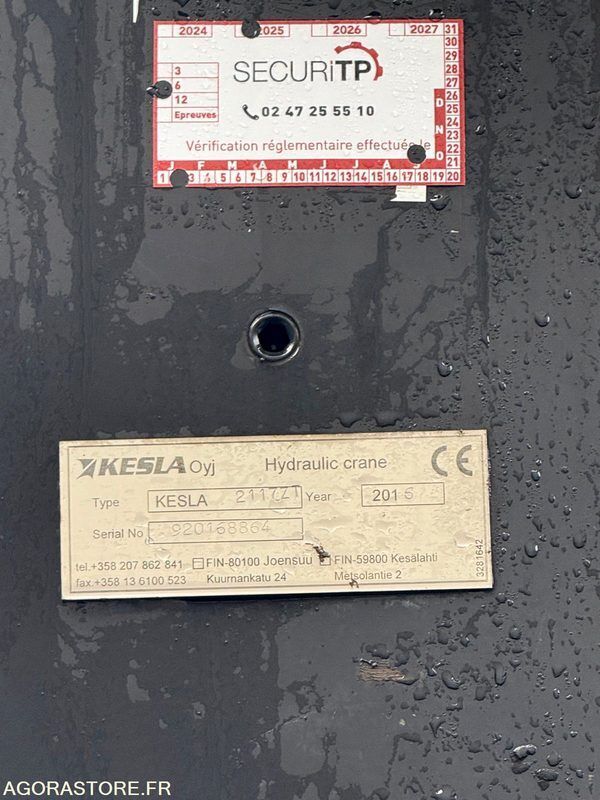 2024 2025 2026 2027 31
30
29
28
27
26
25
24
23
22
21
3
6
12
Epreuves
SECURiTP
02 47 25 55 10
Vérification réglementaire effectuée le
J F M A M J J A S O N D
1 3 4 5 6 7 8 9 10 11 12 13 14 15 16 17 18 19 20
KESLA Oyj Hydraulic crane CE
Type KESLA Year 2015
Serial No 920168864
tel.+358 207 862 841 FIN-80100 Joensuu FIN-59800 Kesälahti
fax.+358 13 6100 523 Kuurnankatu 24 Metsolantie 2
3281642
AGORASTORE.FR